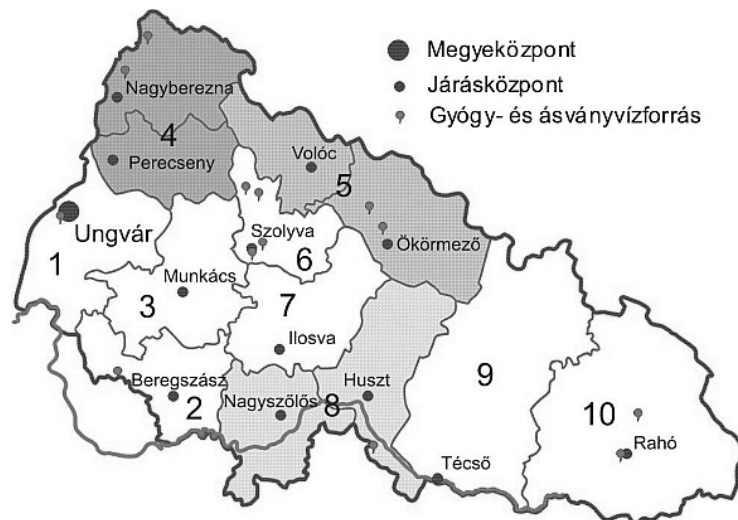 Megyeközpont
Járásközpont
Gyógy- és ásványvízforrás
Nagyberezna
4
Perecseny
Volóc
5
Ungvár
Szolyva
Ökörmező
6
1
Munkács
3
7
Ilosva
Beregszász
2
Nagyszőlős
Huszt
8
9
10
Rahó
Técső